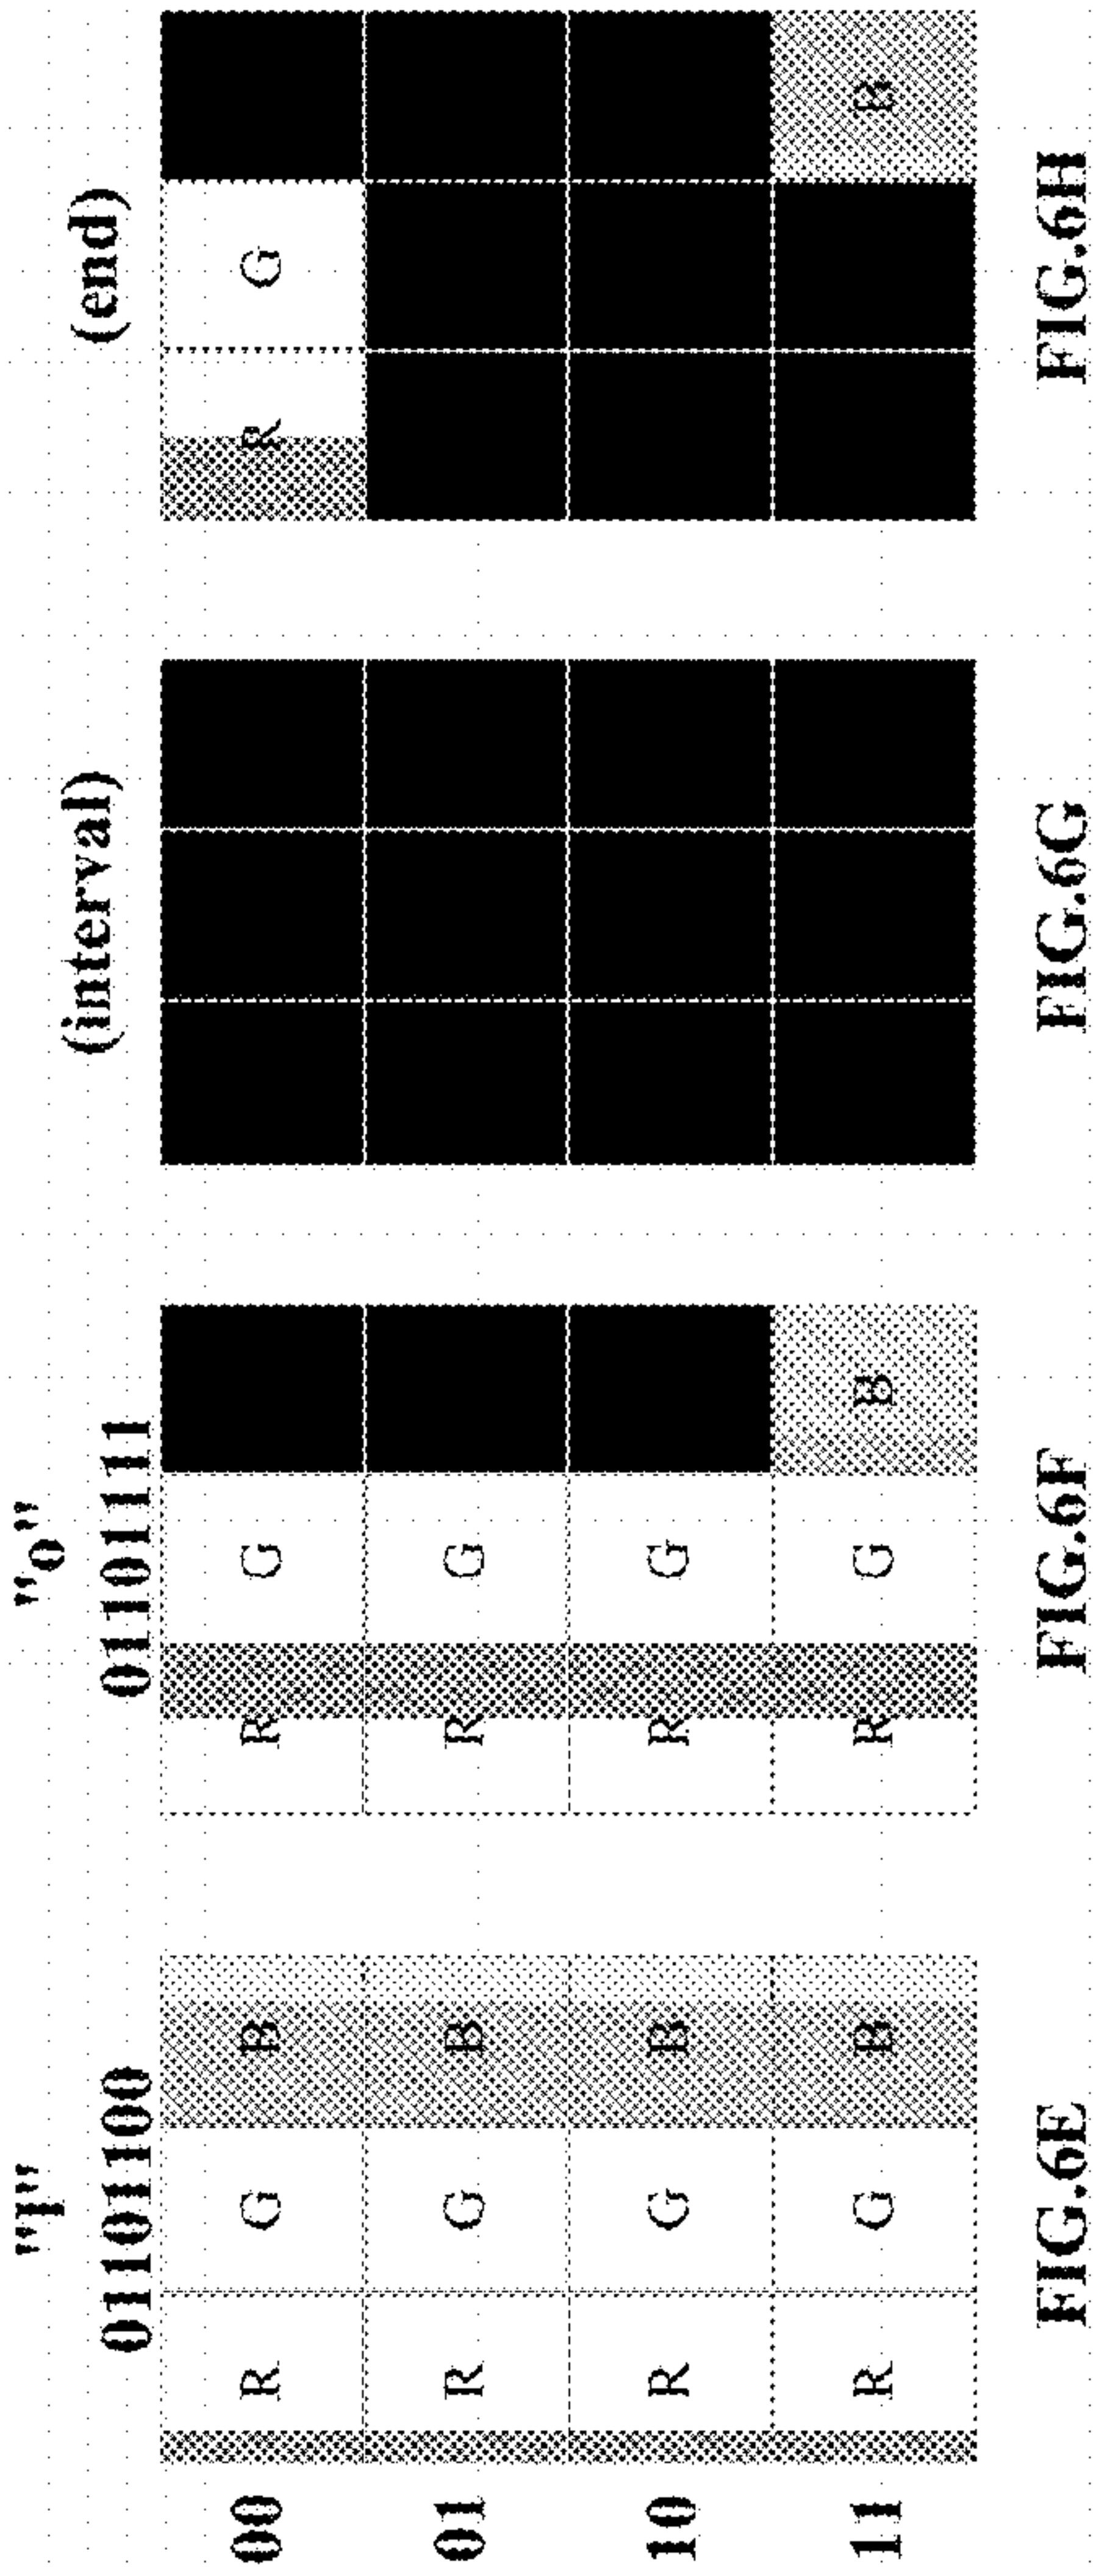 "l" "o"
01101100 01101111 (interval) (end)
00 R G B R G R G
01 R G B R G
10 R G B R G
11 R G B R G B B
FIG.6E FIG.6F FIG.6G FIG.6H